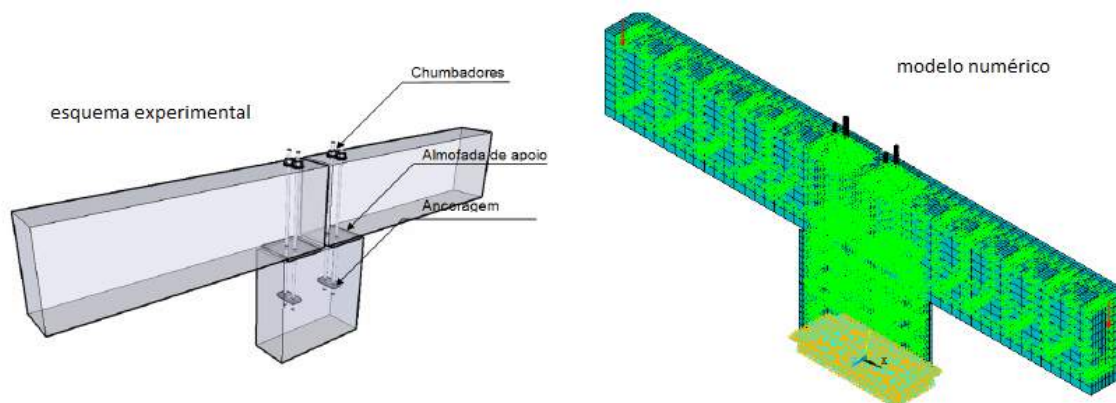 esquema experimental
Chumbadores
Almofada de apoio
Ancoragem
modelo numérico
x